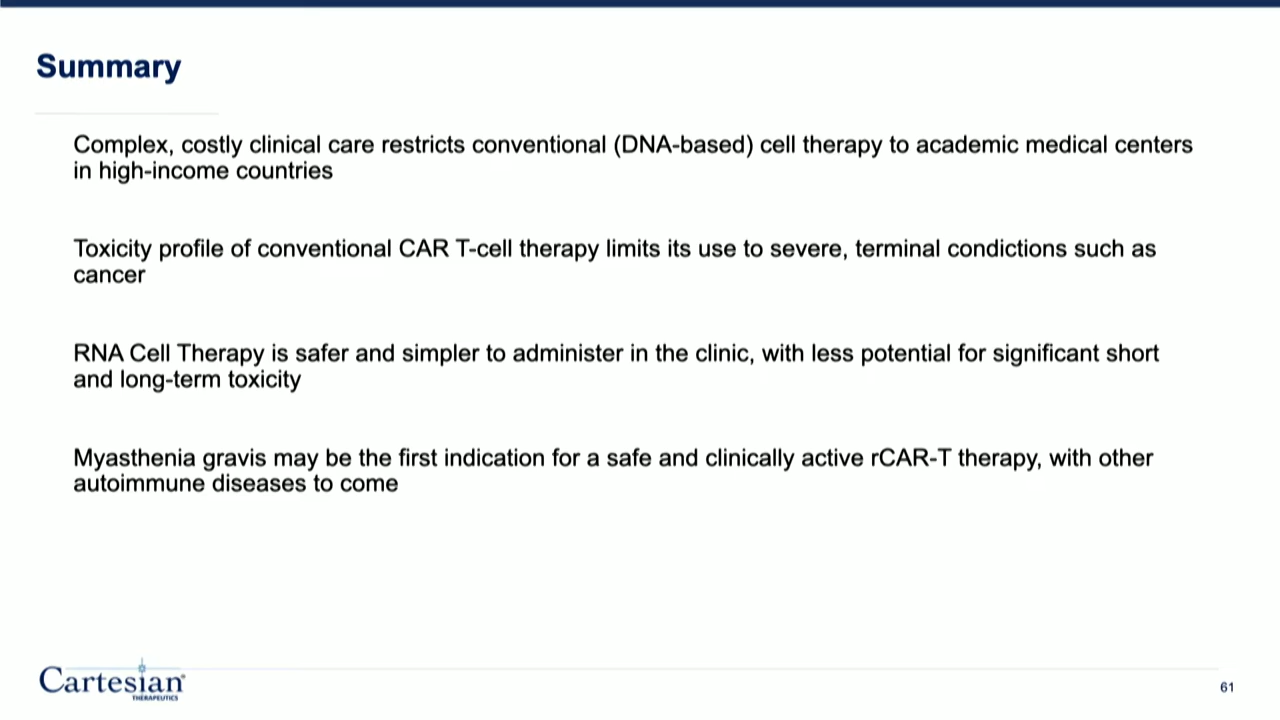 Summary
Complex, costly clinical care restricts conventional (DNA-based) cell therapy to academic medical centers
in high-income countries
Toxicity profile of conventional CAR T-cell therapy limits its use to severe, terminal condictions such as
cancer
RNA Cell Therapy is safer and simpler to administer in the clinic, with less potential for significant short
and long-term toxicity
Myasthenia gravis may be the first indication for a safe and clinically active rCAR-T therapy, with other
autoimmune diseases to come
Cartesian
THERAPEUTICS
61